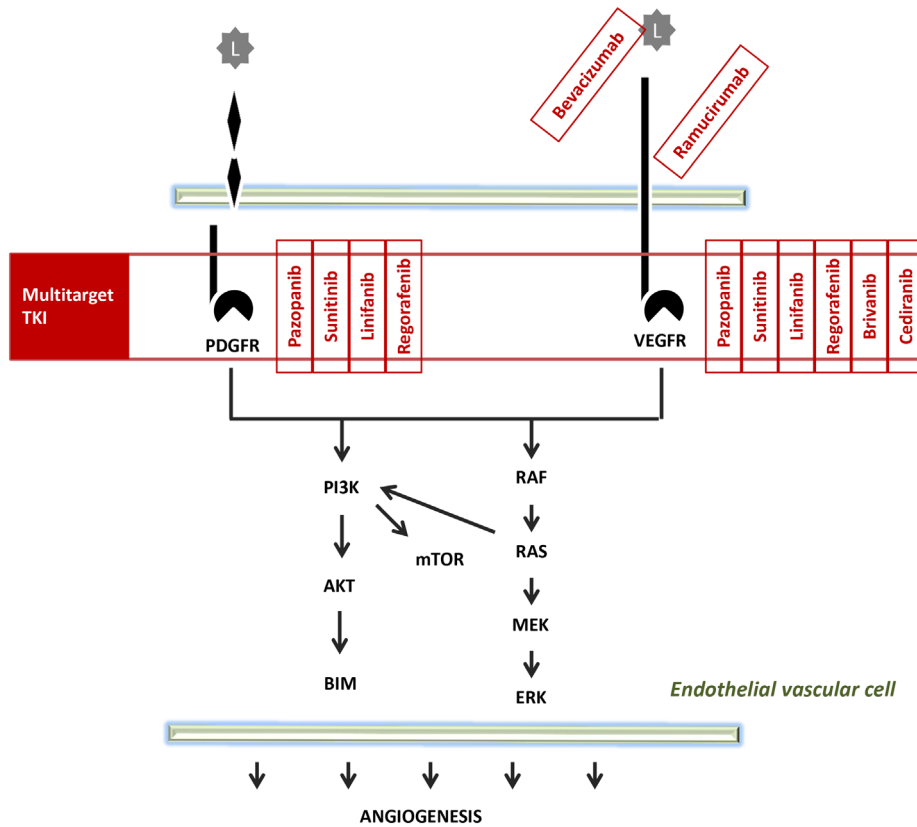 L
L
Bevacizumab
Ramucirumab
Multitarget
TKI
PDGFR
Pazopanib
Sunitinib
Linifanib
Regorafenib
VEGFR
Pazopanib
Sunitinib
Linifanib
Regorafenib
Brivanib
Cediranib
PI3K
RAF
mTOR
RAS
AKT
MEK
BIM
ERK
Endothelial vascular cell
ANGIOGENESIS